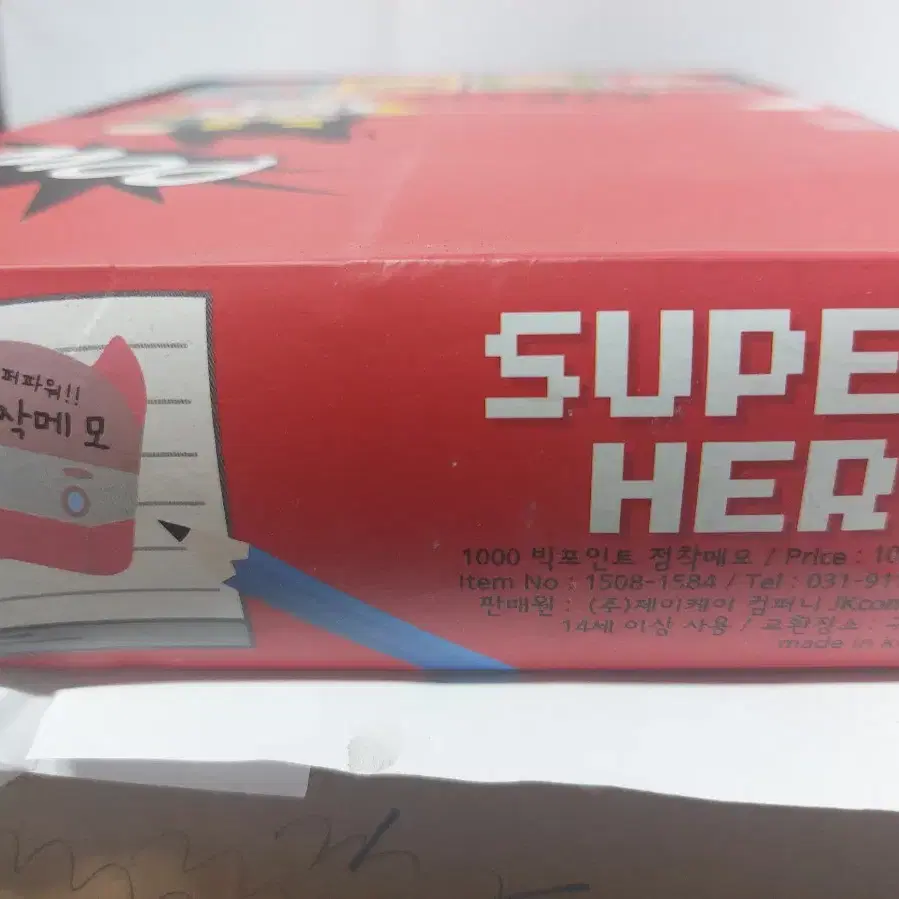 퍼파워!!
착메모
SUPE
HER
1000 빅포인트 점착메모 / Price : 10
Item No : 1508-1584 / Tel : 031-91
판매원 : (주)제이케이 컴퍼니 JKcom
14세 이상 사용 / 교환장소 : 구
made in k